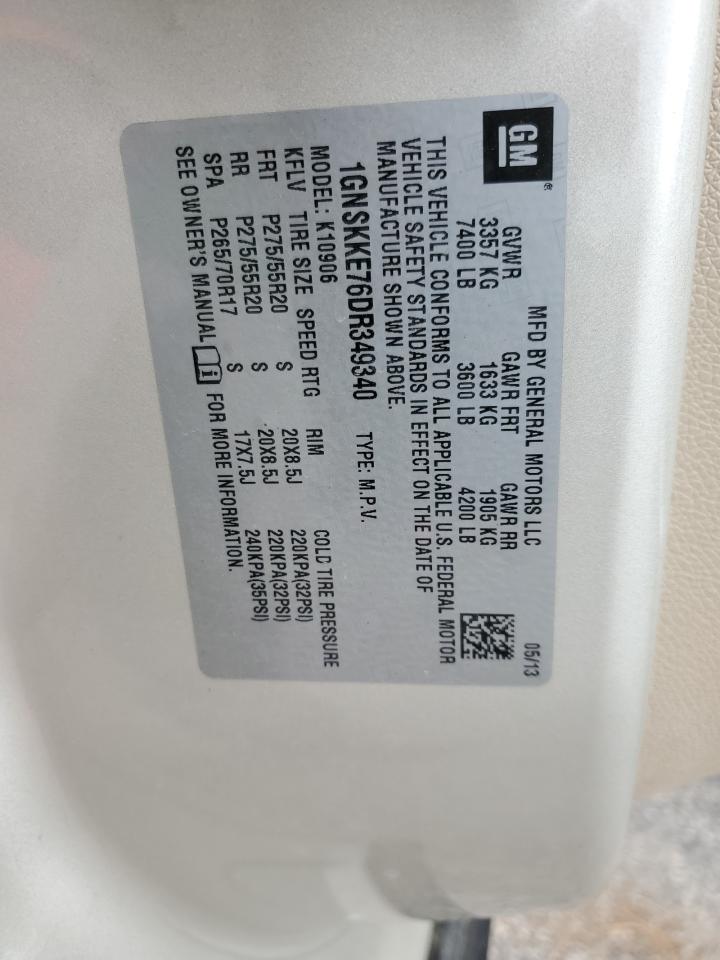 GM
MFD BY GENERAL MOTORS LLC 05/13
GVWR GAWR FRT GAWR RR
3357 KG 1633 KG 1905 KG
7400 LB 3600 LB 4200 LB
THIS VEHICLE CONFORMS TO ALL APPLICABLE U.S. FEDERAL MOTOR
VEHICLE SAFETY STANDARDS IN EFFECT ON THE DATE OF
MANUFACTURE SHOWN ABOVE.
1GNSKKE76DR349340 TYPE: M.P.V.
MODEL: K10906
KFLV TIRE SIZE SPEED RTG RIM COLD TIRE PRESSURE
FRT P275/55R20 S 20X8.5J 220KPA(32PSI)
RR P275/55R20 S 20X8.5J 220KPA(32PSI)
SPA P265/70R17 S 17X7.5J 240KPA(35PSI)
SEE OWNER'S MANUAL FOR MORE INFORMATION.